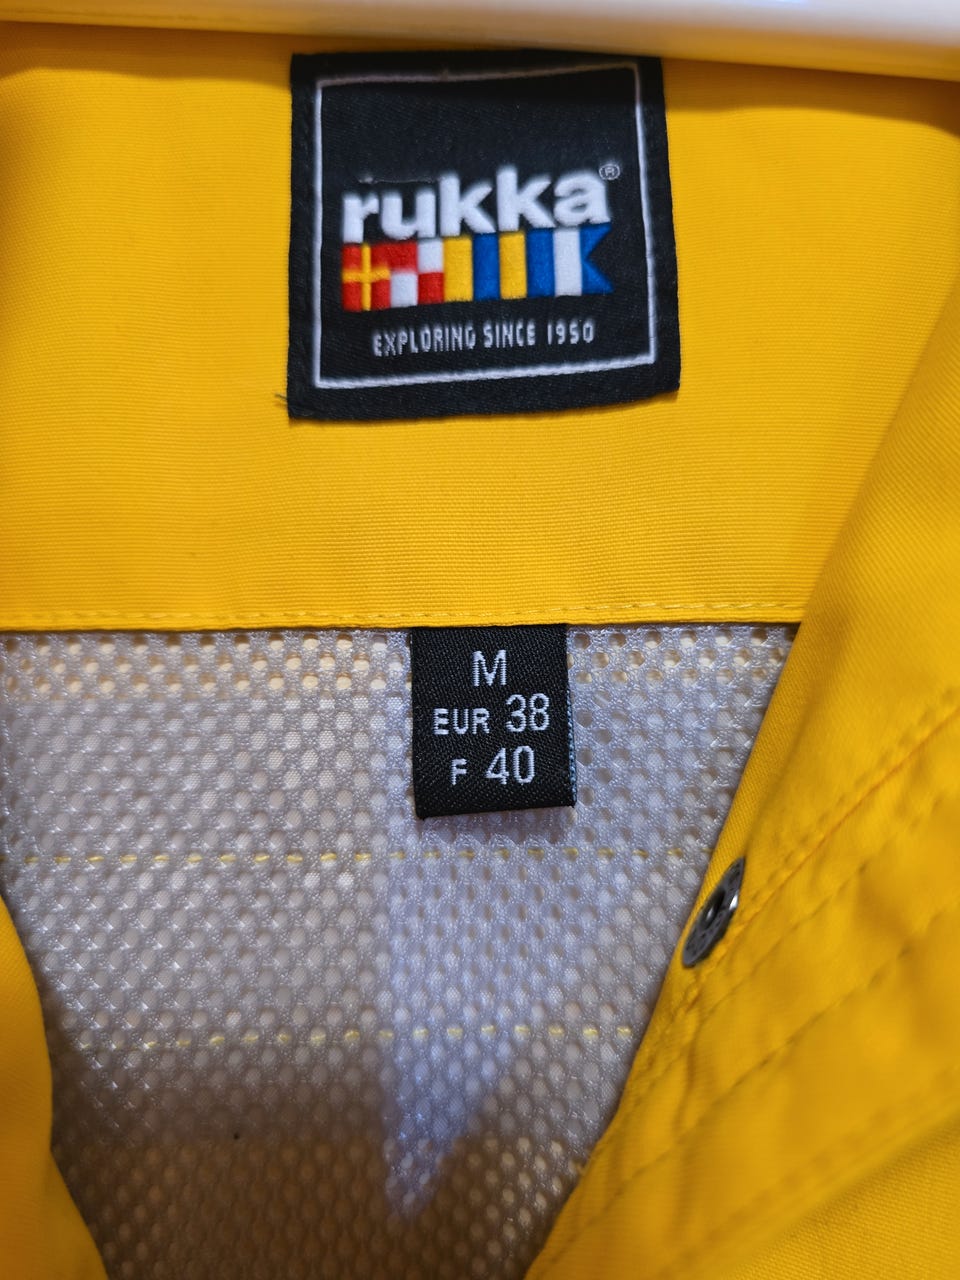 rukka®
EXPLORING SINCE 1950
M
EUR 38
F 40